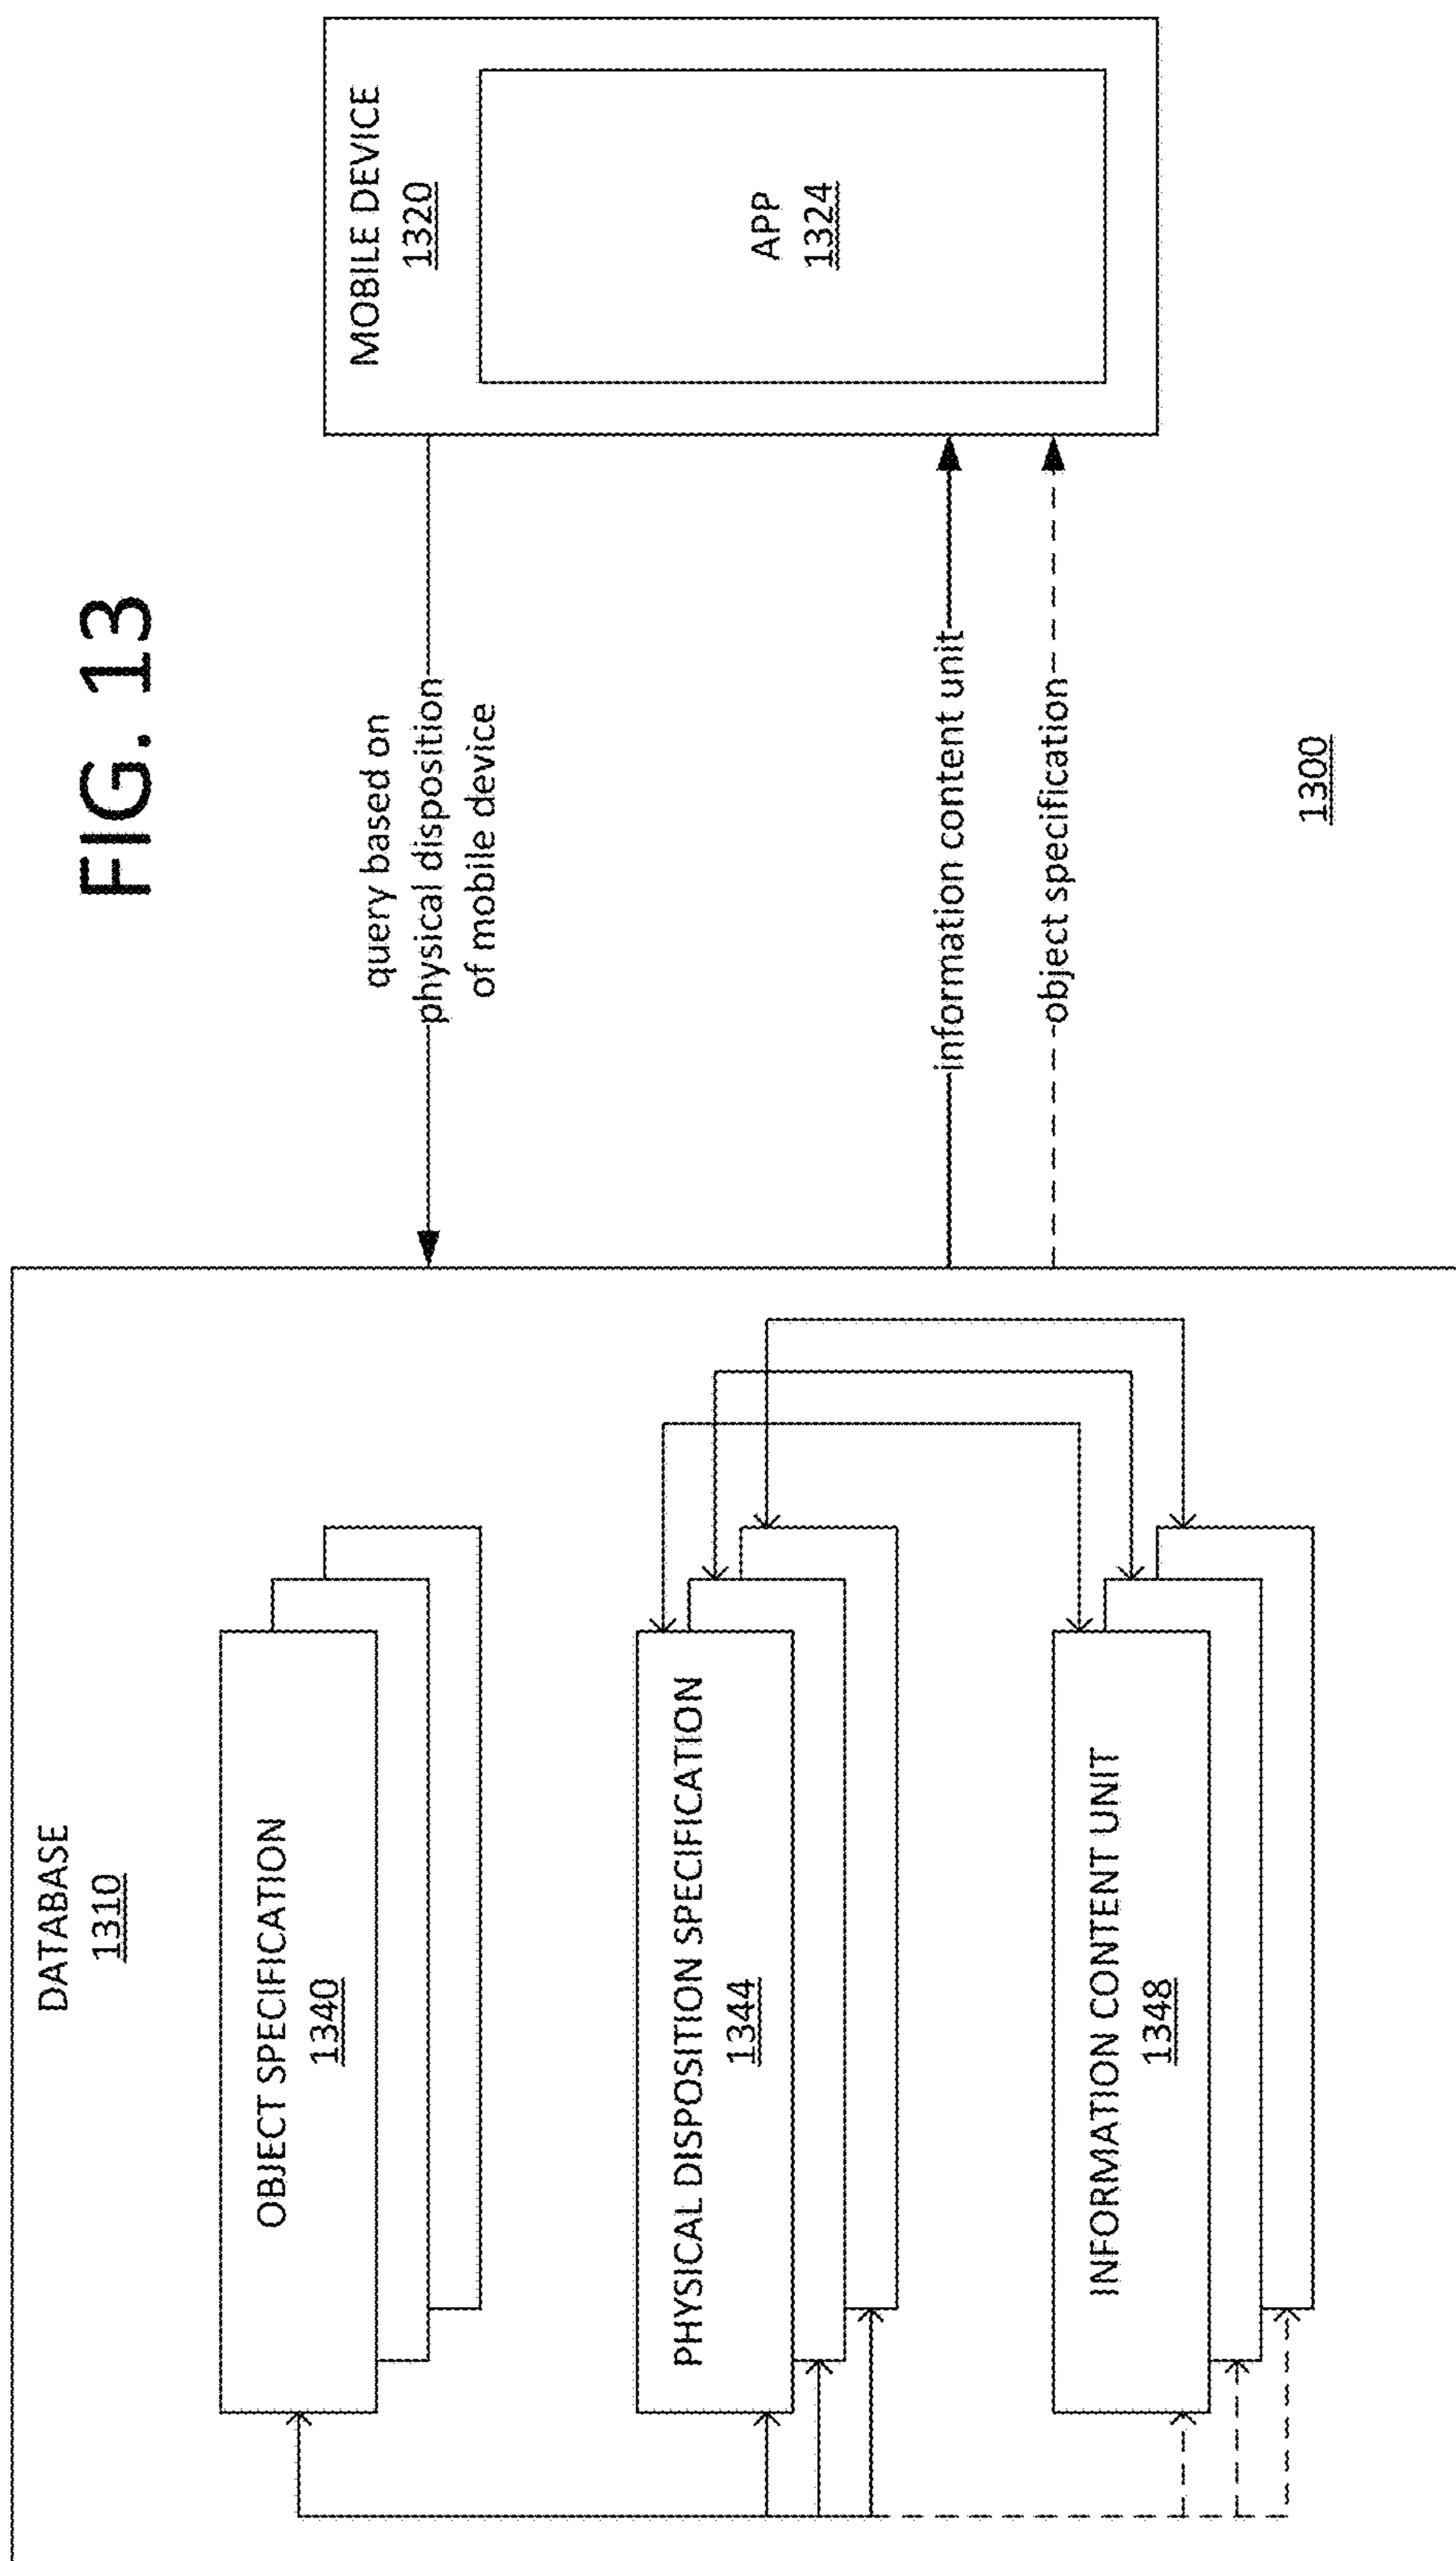 FIG. 13
DATABASE
1310
OBJECT SPECIFICATION
1340
PHYSICAL DISPOSITION SPECIFICATION
1344
INFORMATION CONTENT UNIT
1348
query based on
physical disposition
of mobile device
information content unit
object specification
MOBILE DEVICE
1320
APP
1324
1300